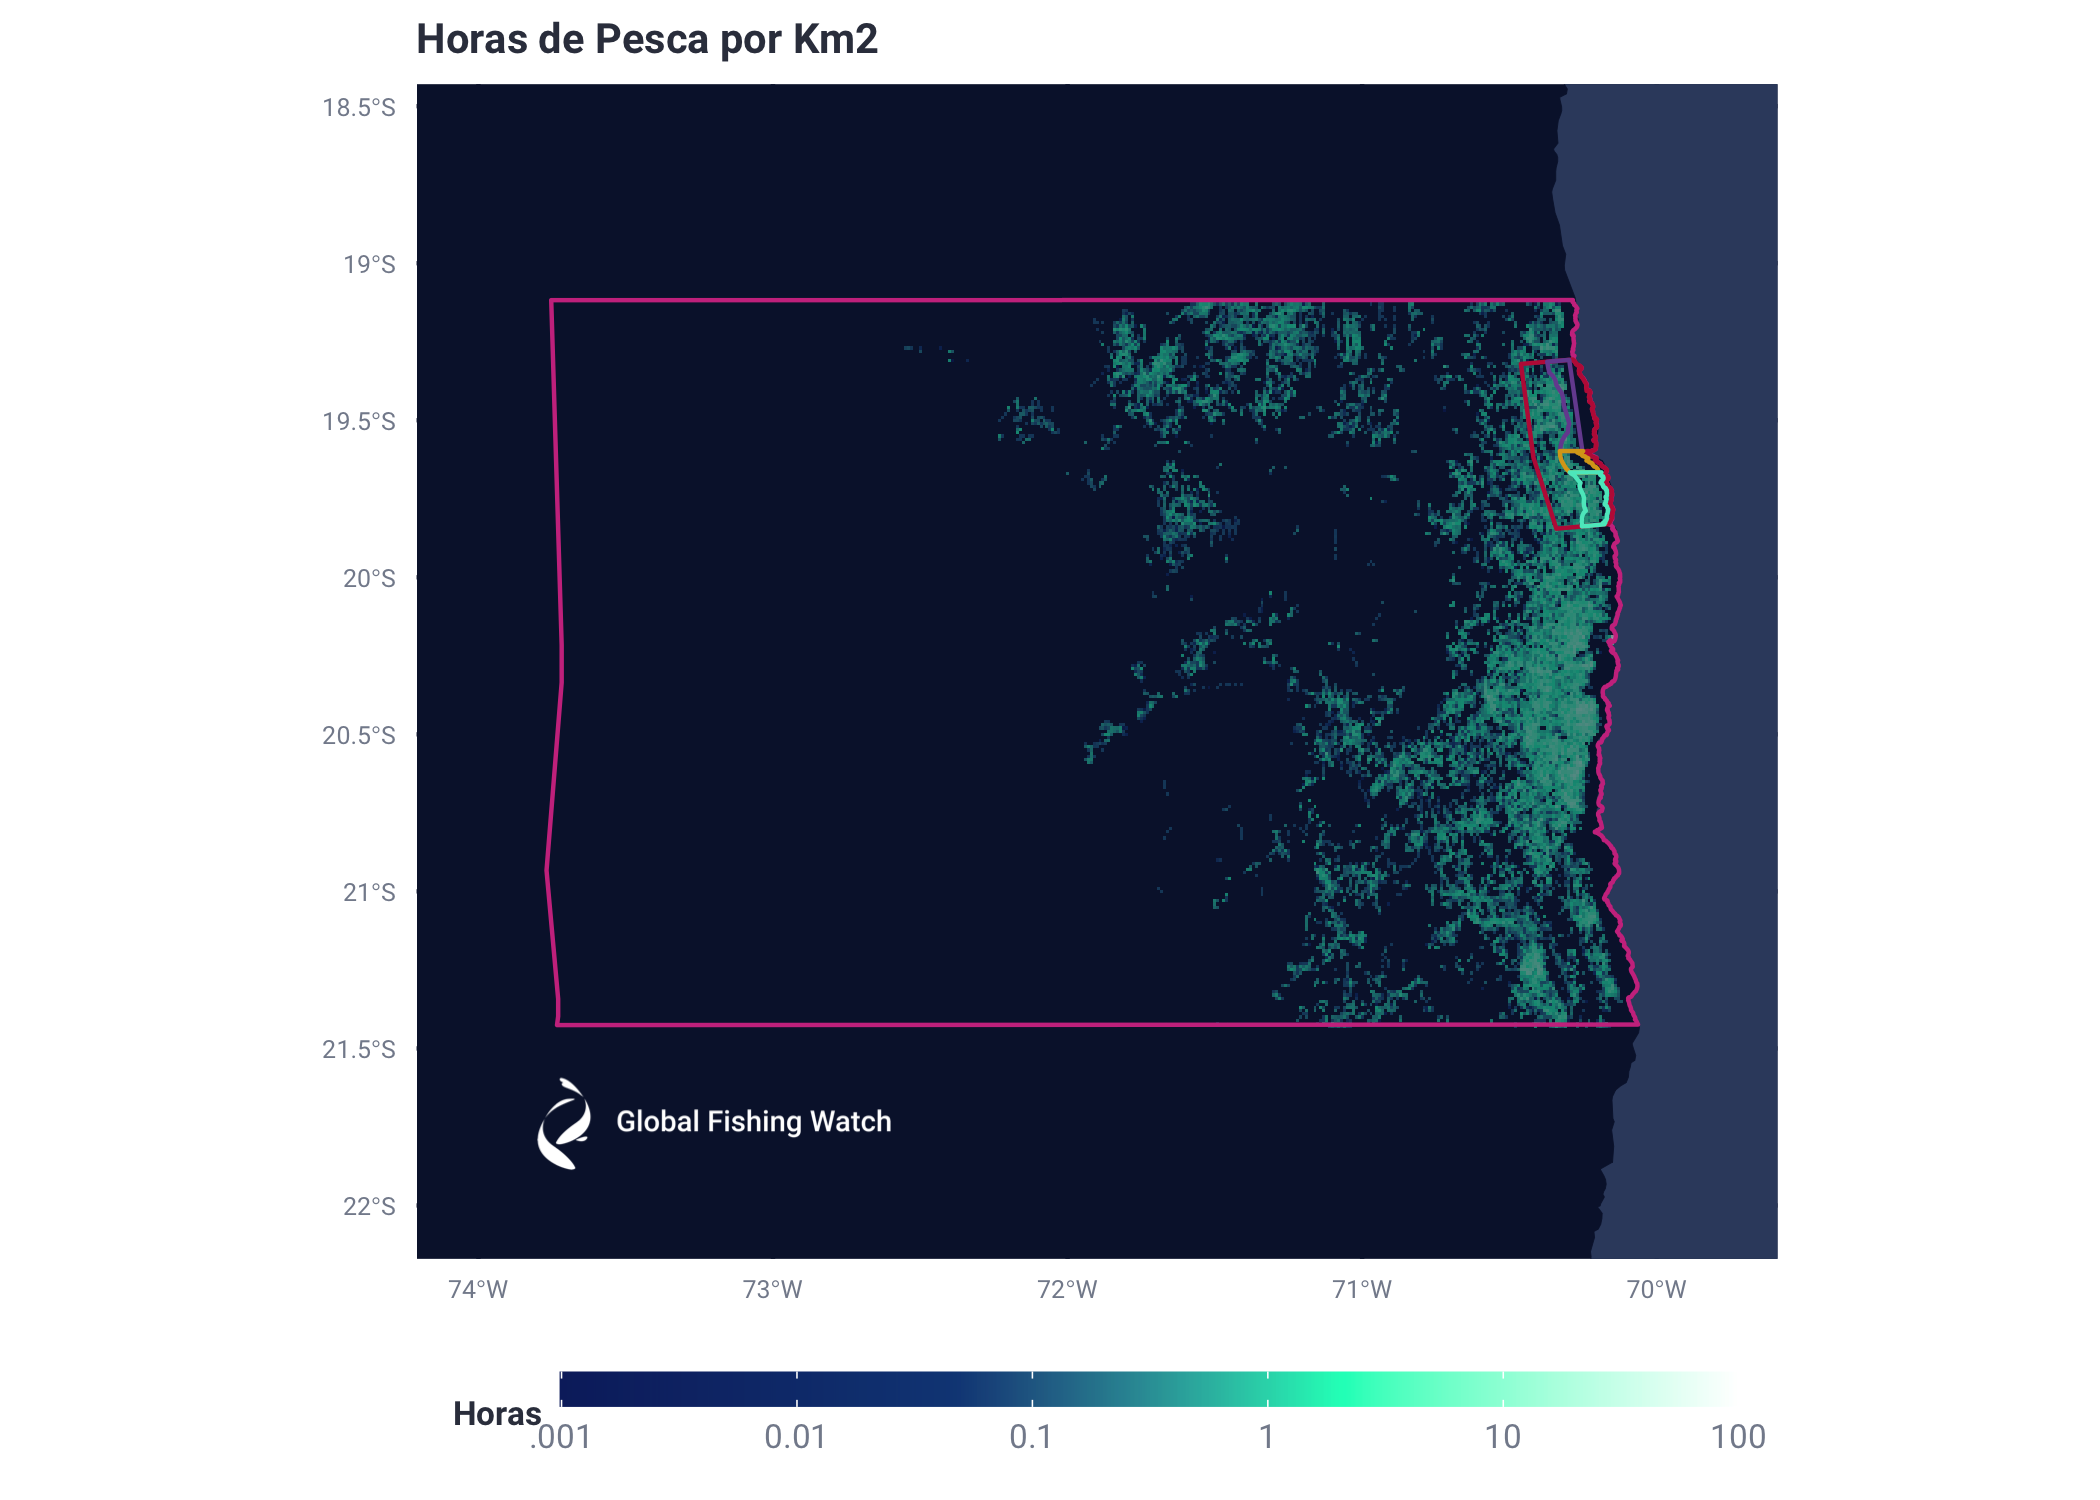 Horas de Pesca por Km2
18.5°S
19°S
19.5°S
20°S
20.5°S
21°S
21.5°S
22°S
Global Fishing Watch
74°W 73°W 72°W 71°W 70°W
Horas
.001 0.01 0.1 1 10 100